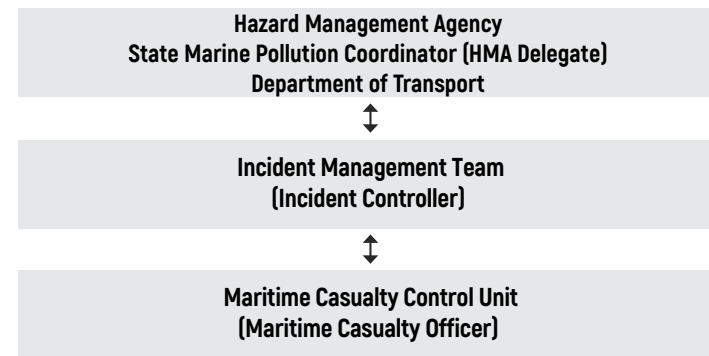 Hazard Management Agency
State Marine Pollution Coordinator (HMA Delegate)
Department of Transport
Incident Management Team
(Incident Controller)
Maritime Casualty Control Unit
(Maritime Casualty Officer)